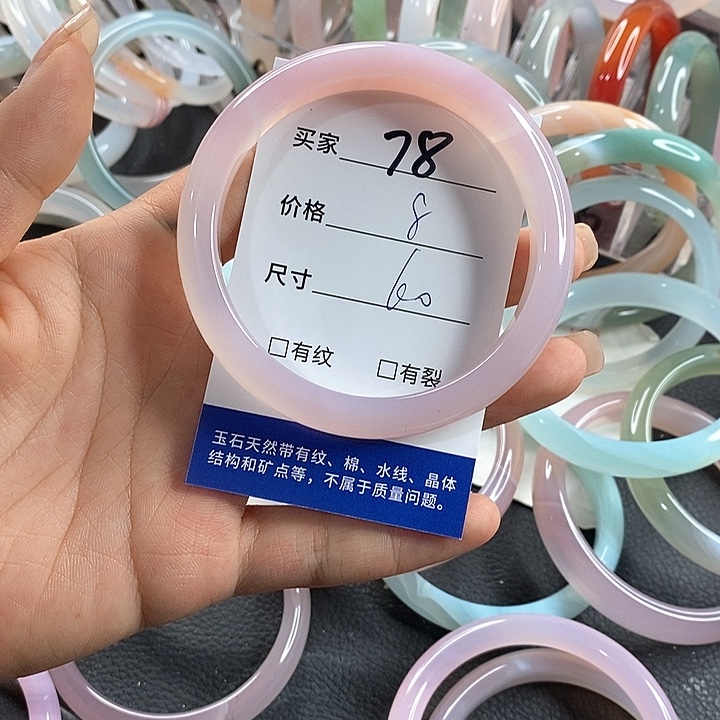 买家 78
价格 8
尺寸 60
□有纹 □有裂
玉石天然带有纹、棉、水线、晶体
结构和矿点等，不属于质量问题。